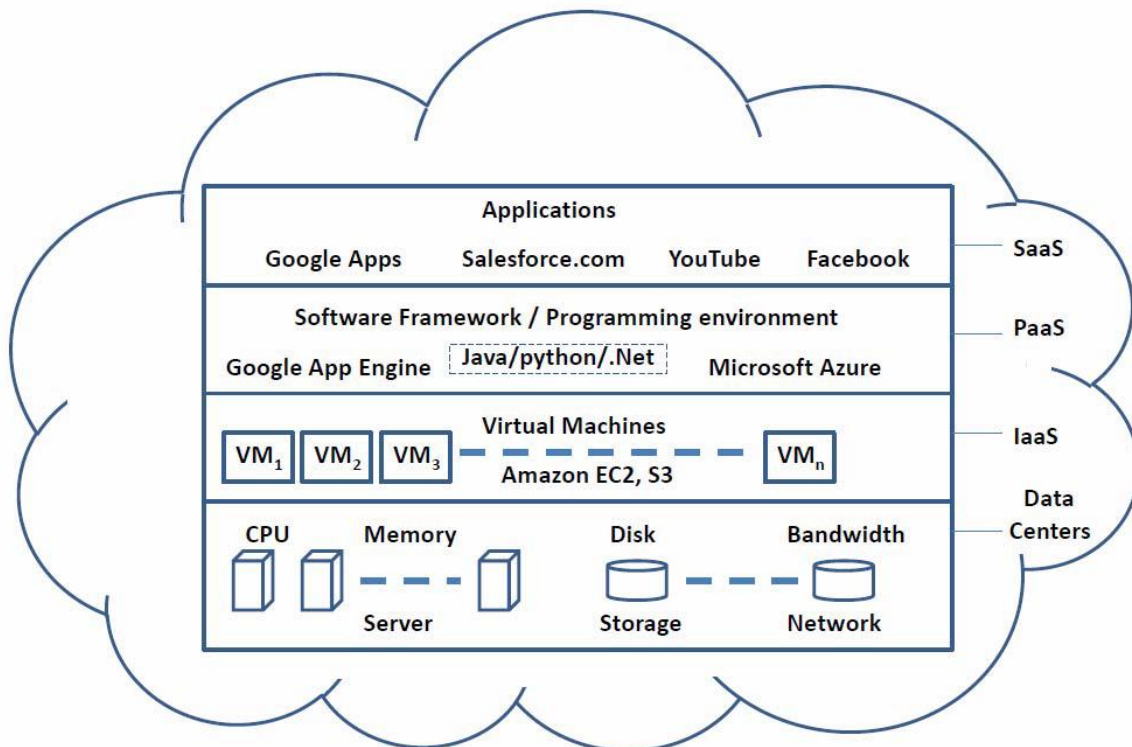 Applications
Google Apps Salesforce.com YouTube Facebook
SaaS
Software Framework / Programming environment
Java/python/.Net
Google App Engine Microsoft Azure
PaaS
Virtual Machines
VM1 VM2 VM3 VMn
Amazon EC2, S3
IaaS
CPU Memory Disk Bandwidth
Server Storage Network
Data
Centers